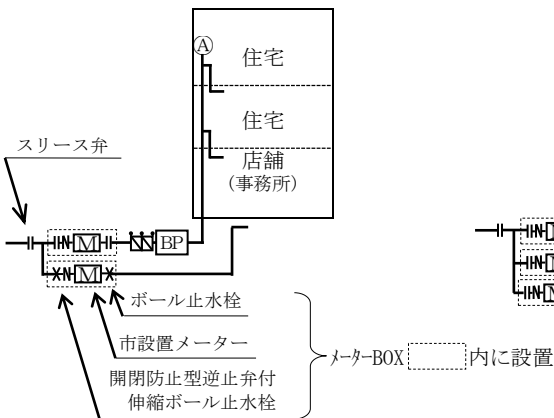 Ⓐ
住宅
住宅
店舗
(事務所)
スリース弁
M
BP
M
ボール止水栓
市設置メーター
開閉防止型逆止弁付
伸縮ボール止水栓
メーターBOX 内に設置